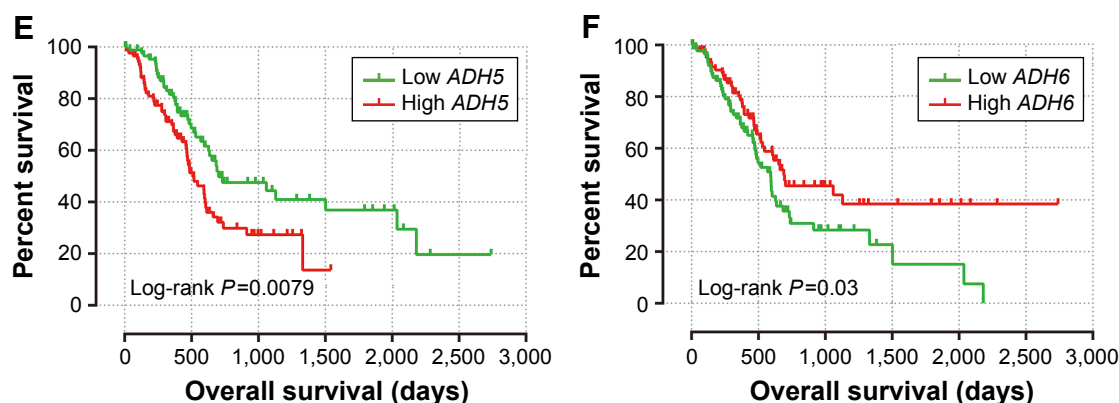 E
Percent survival
100
80
60
40
20
0
Low ADH5
High ADH5
Log-rank P=0.0079
0 500 1,000 1,500 2,000 2,500 3,000
Overall survival (days)
F
Percent survival
100
80
60
40
20
0
Low ADH6
High ADH6
Log-rank P=0.03
0 500 1,000 1,500 2,000 2,500 3,000
Overall survival (days)